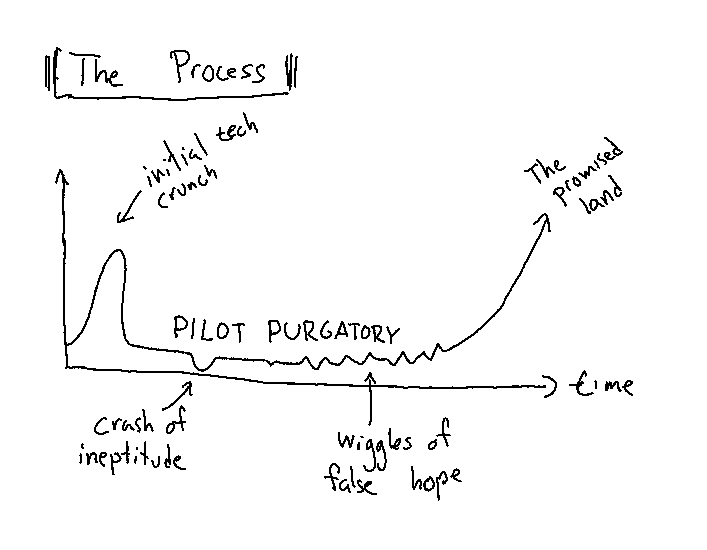 The Process
initial tech
crunch
The
promised
land
PILOT PURGATORY
time
crash of
ineptitude
wiggles of
false hope